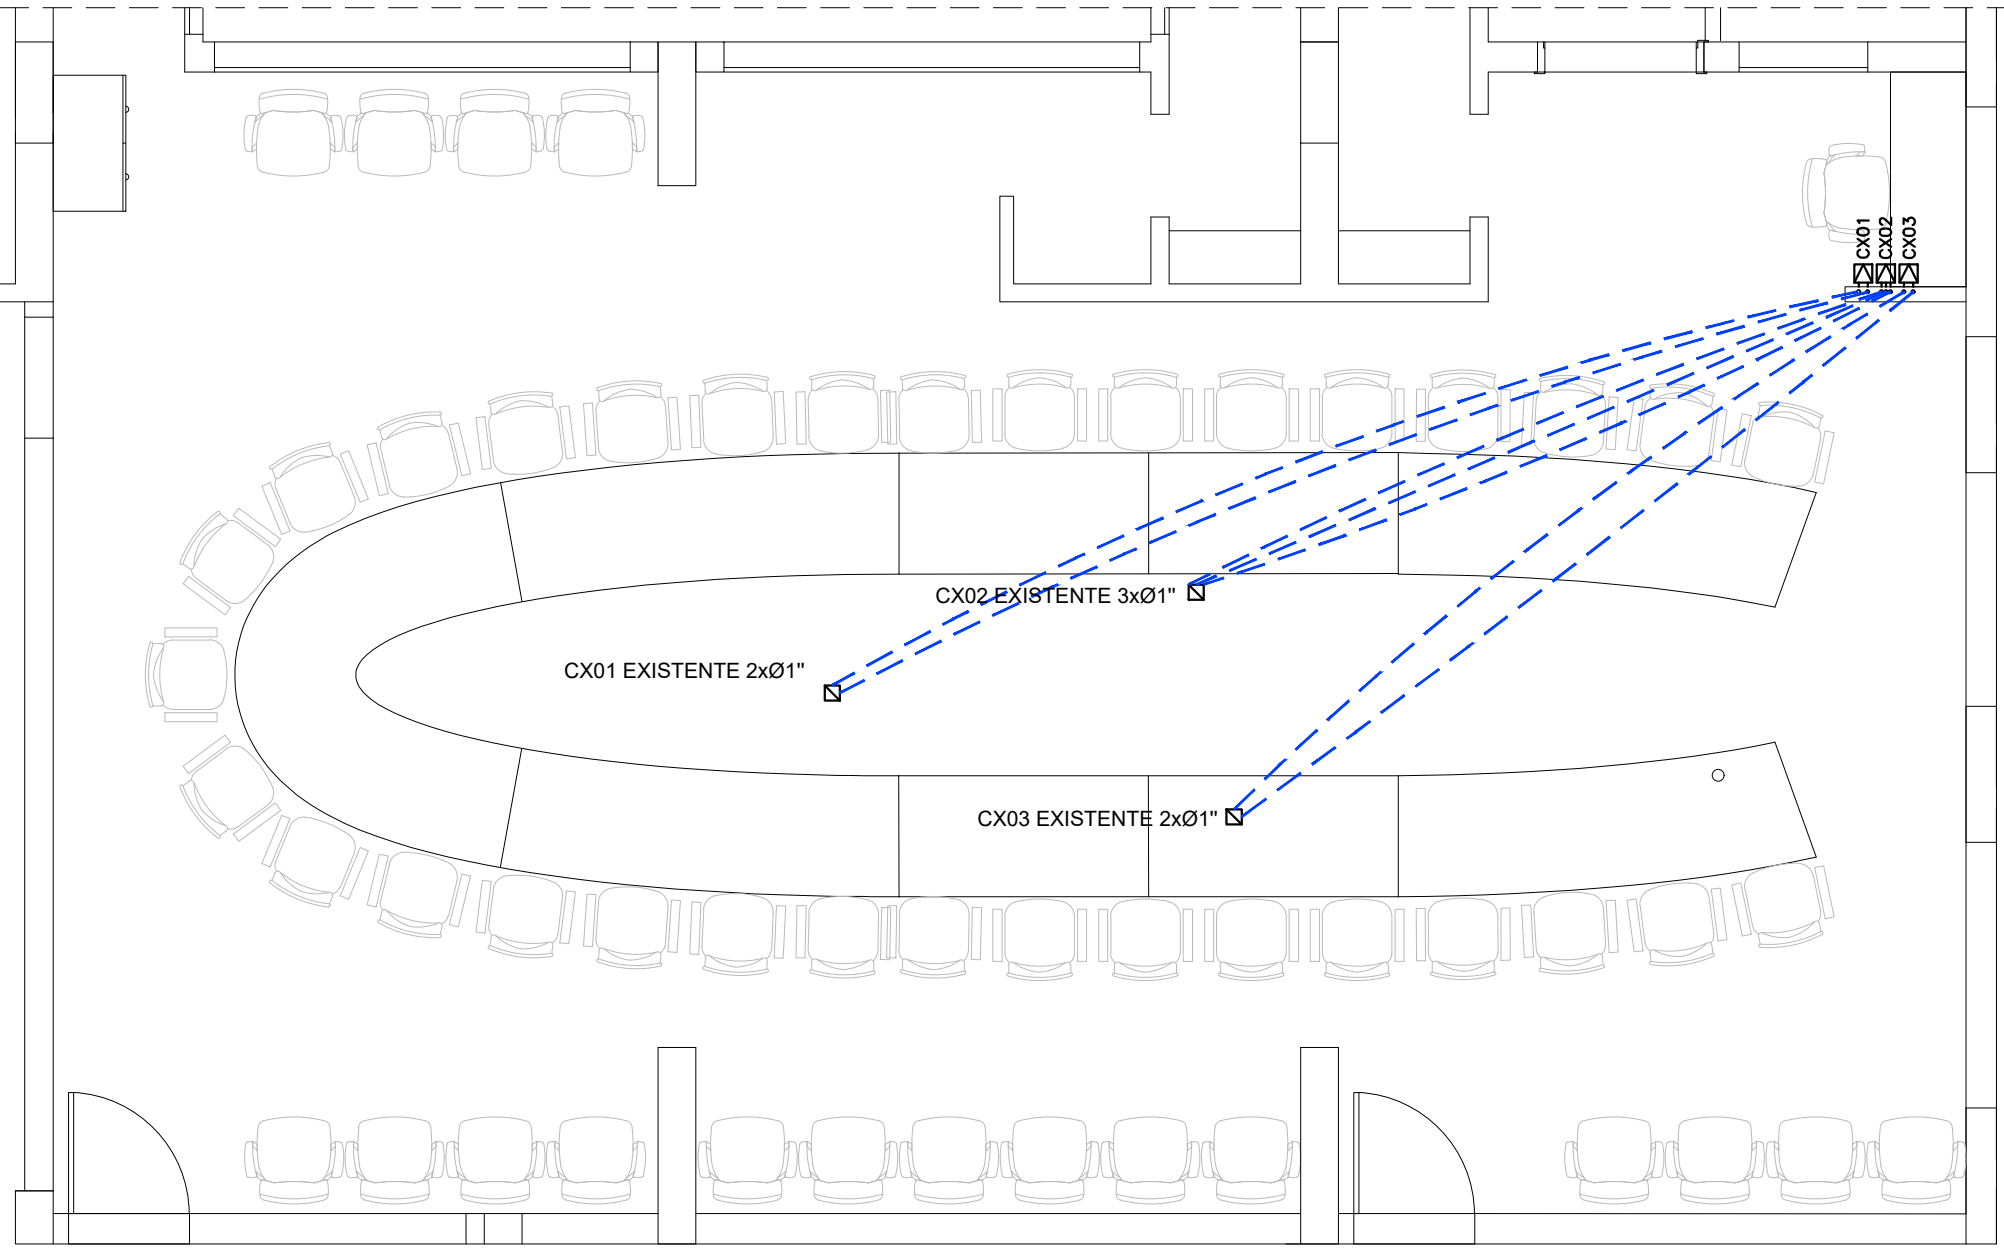 CX01
CX02
CX03
CX02 EXISTENTE 3xØ1"
CX01 EXISTENTE 2xØ1"
CX03 EXISTENTE 2xØ1"